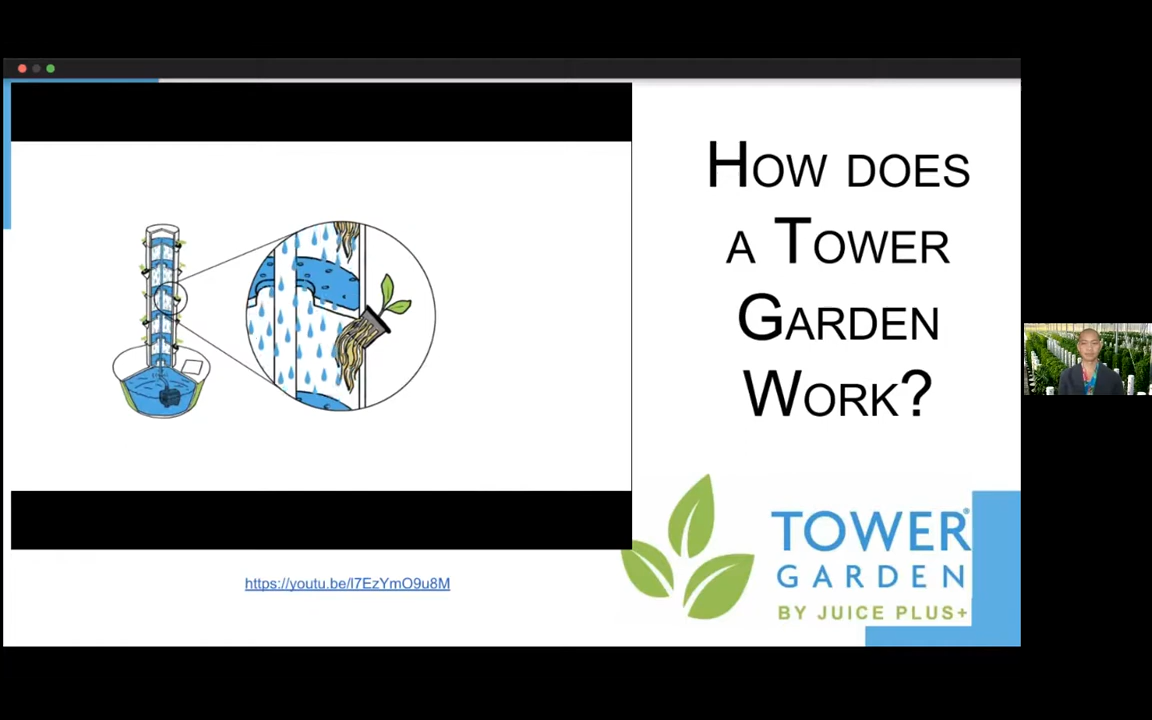 HOW DOES
A TOWER
GARDEN
WORK?
https://youtu.be/I7EzYmO9u8M
TOWER®
GARDEN
BY JUICE PLUS+